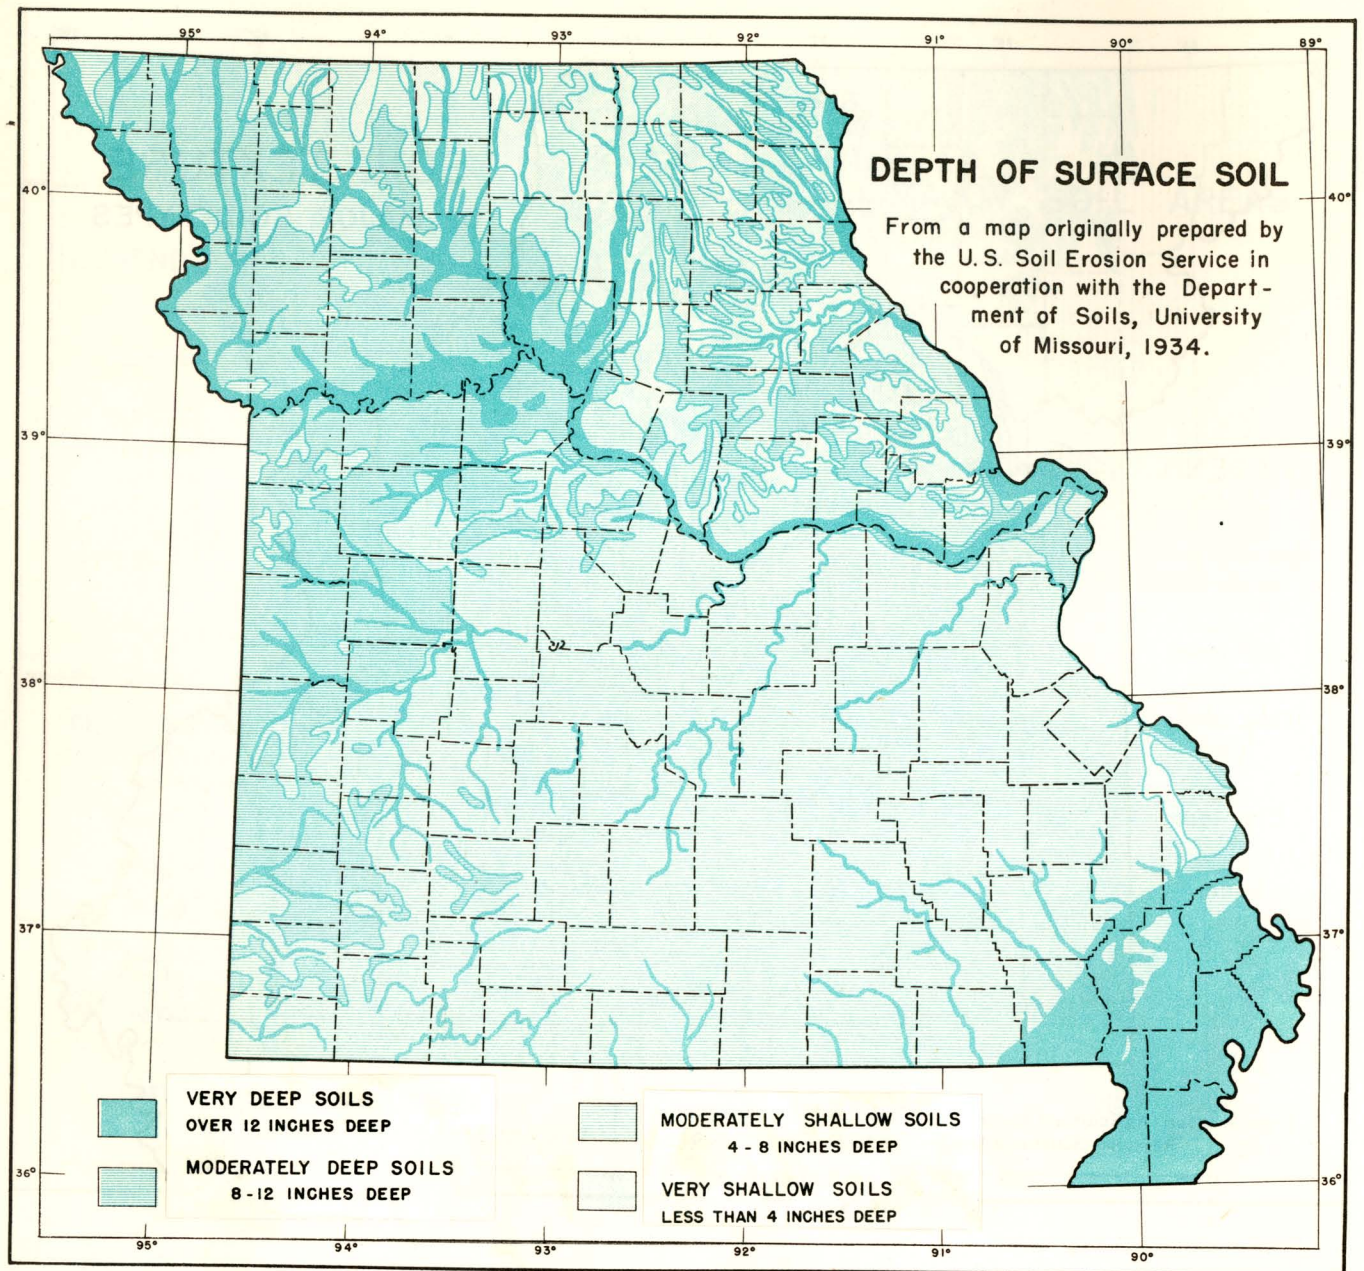 95° 94° 93° 92° 91° 90° 89°
DEPTH OF SURFACE SOIL
40° 40°
From a map originally prepared by
the U.S. Soil Erosion Service in
cooperation with the Depart-
ment of Soils, University
of Missouri, 1934.
39° 39°
38° 38°
37° 37°
VERY DEEP SOILS
OVER 12 INCHES DEEP
MODERATELY DEEP SOILS
8-12 INCHES DEEP
MODERATELY SHALLOW SOILS
4-8 INCHES DEEP
VERY SHALLOW SOILS
LESS THAN 4 INCHES DEEP
36° 36°
95° 94° 93° 92° 91° 90°